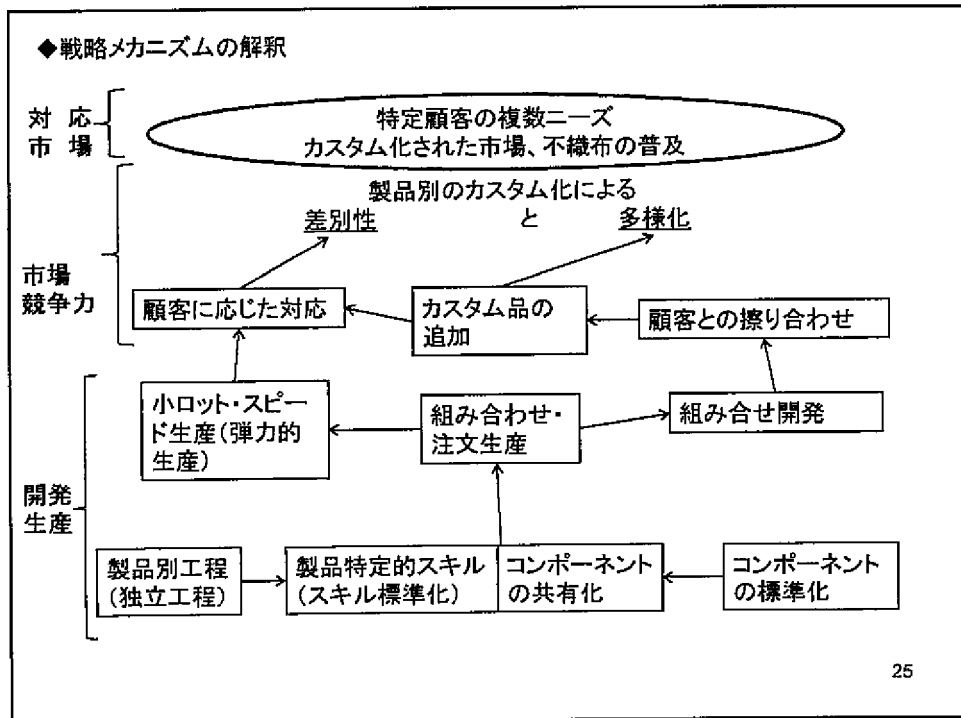 ◆戦略メカニズムの解釈
対 応
市 場
特定顧客の複数ニーズ
カスタム化された市場、不織布の普及
製品別のカスタム化による
差別性 と 多様化
市場
競争力
顧客に応じた対応
カスタム品の
追加
顧客との擦り合わせ
小ロット・スピー
ド生産(弾力的
生産)
組み合わせ・
注文生産
組み合せ開発
開発
生産
製品別工程
(独立工程)
製品特定的スキル
(スキル標準化)
コンポーネント
の共有化
コンポーネント
の標準化
25